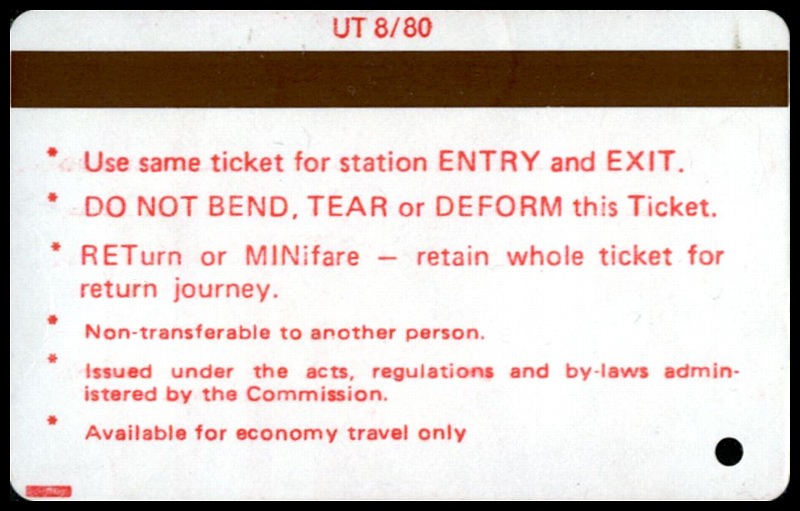 UT 8/80
* Use same ticket for station ENTRY and EXIT.
* DO NOT BEND, TEAR or DEFORM this Ticket.
* RETurn or MINifare — retain whole ticket for
return journey.
* Non-transferable to another person.
* Issued under the acts, regulations and by-laws admin-
istered by the Commission.
* Available for economy travel only